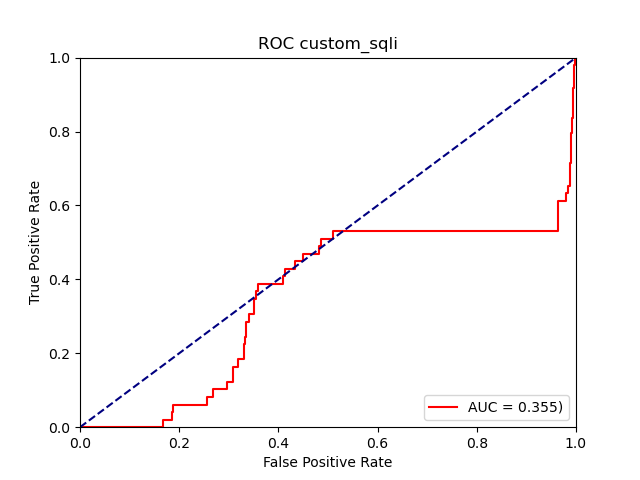 ROC custom_sqli
1.0
0.8
0.6
0.4
0.2
0.0
True Positive Rate
AUC = 0.355)
0.0 0.2 0.4 0.6 0.8 1.0
False Positive Rate